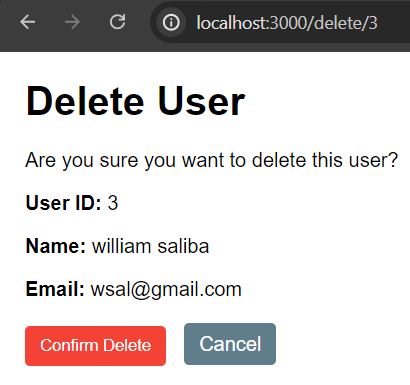 localhost:3000/delete/3
Delete User
Are you sure you want to delete this user?
User ID: 3
Name: william saliba
Email: wsal@gmail.com
Confirm Delete Cancel